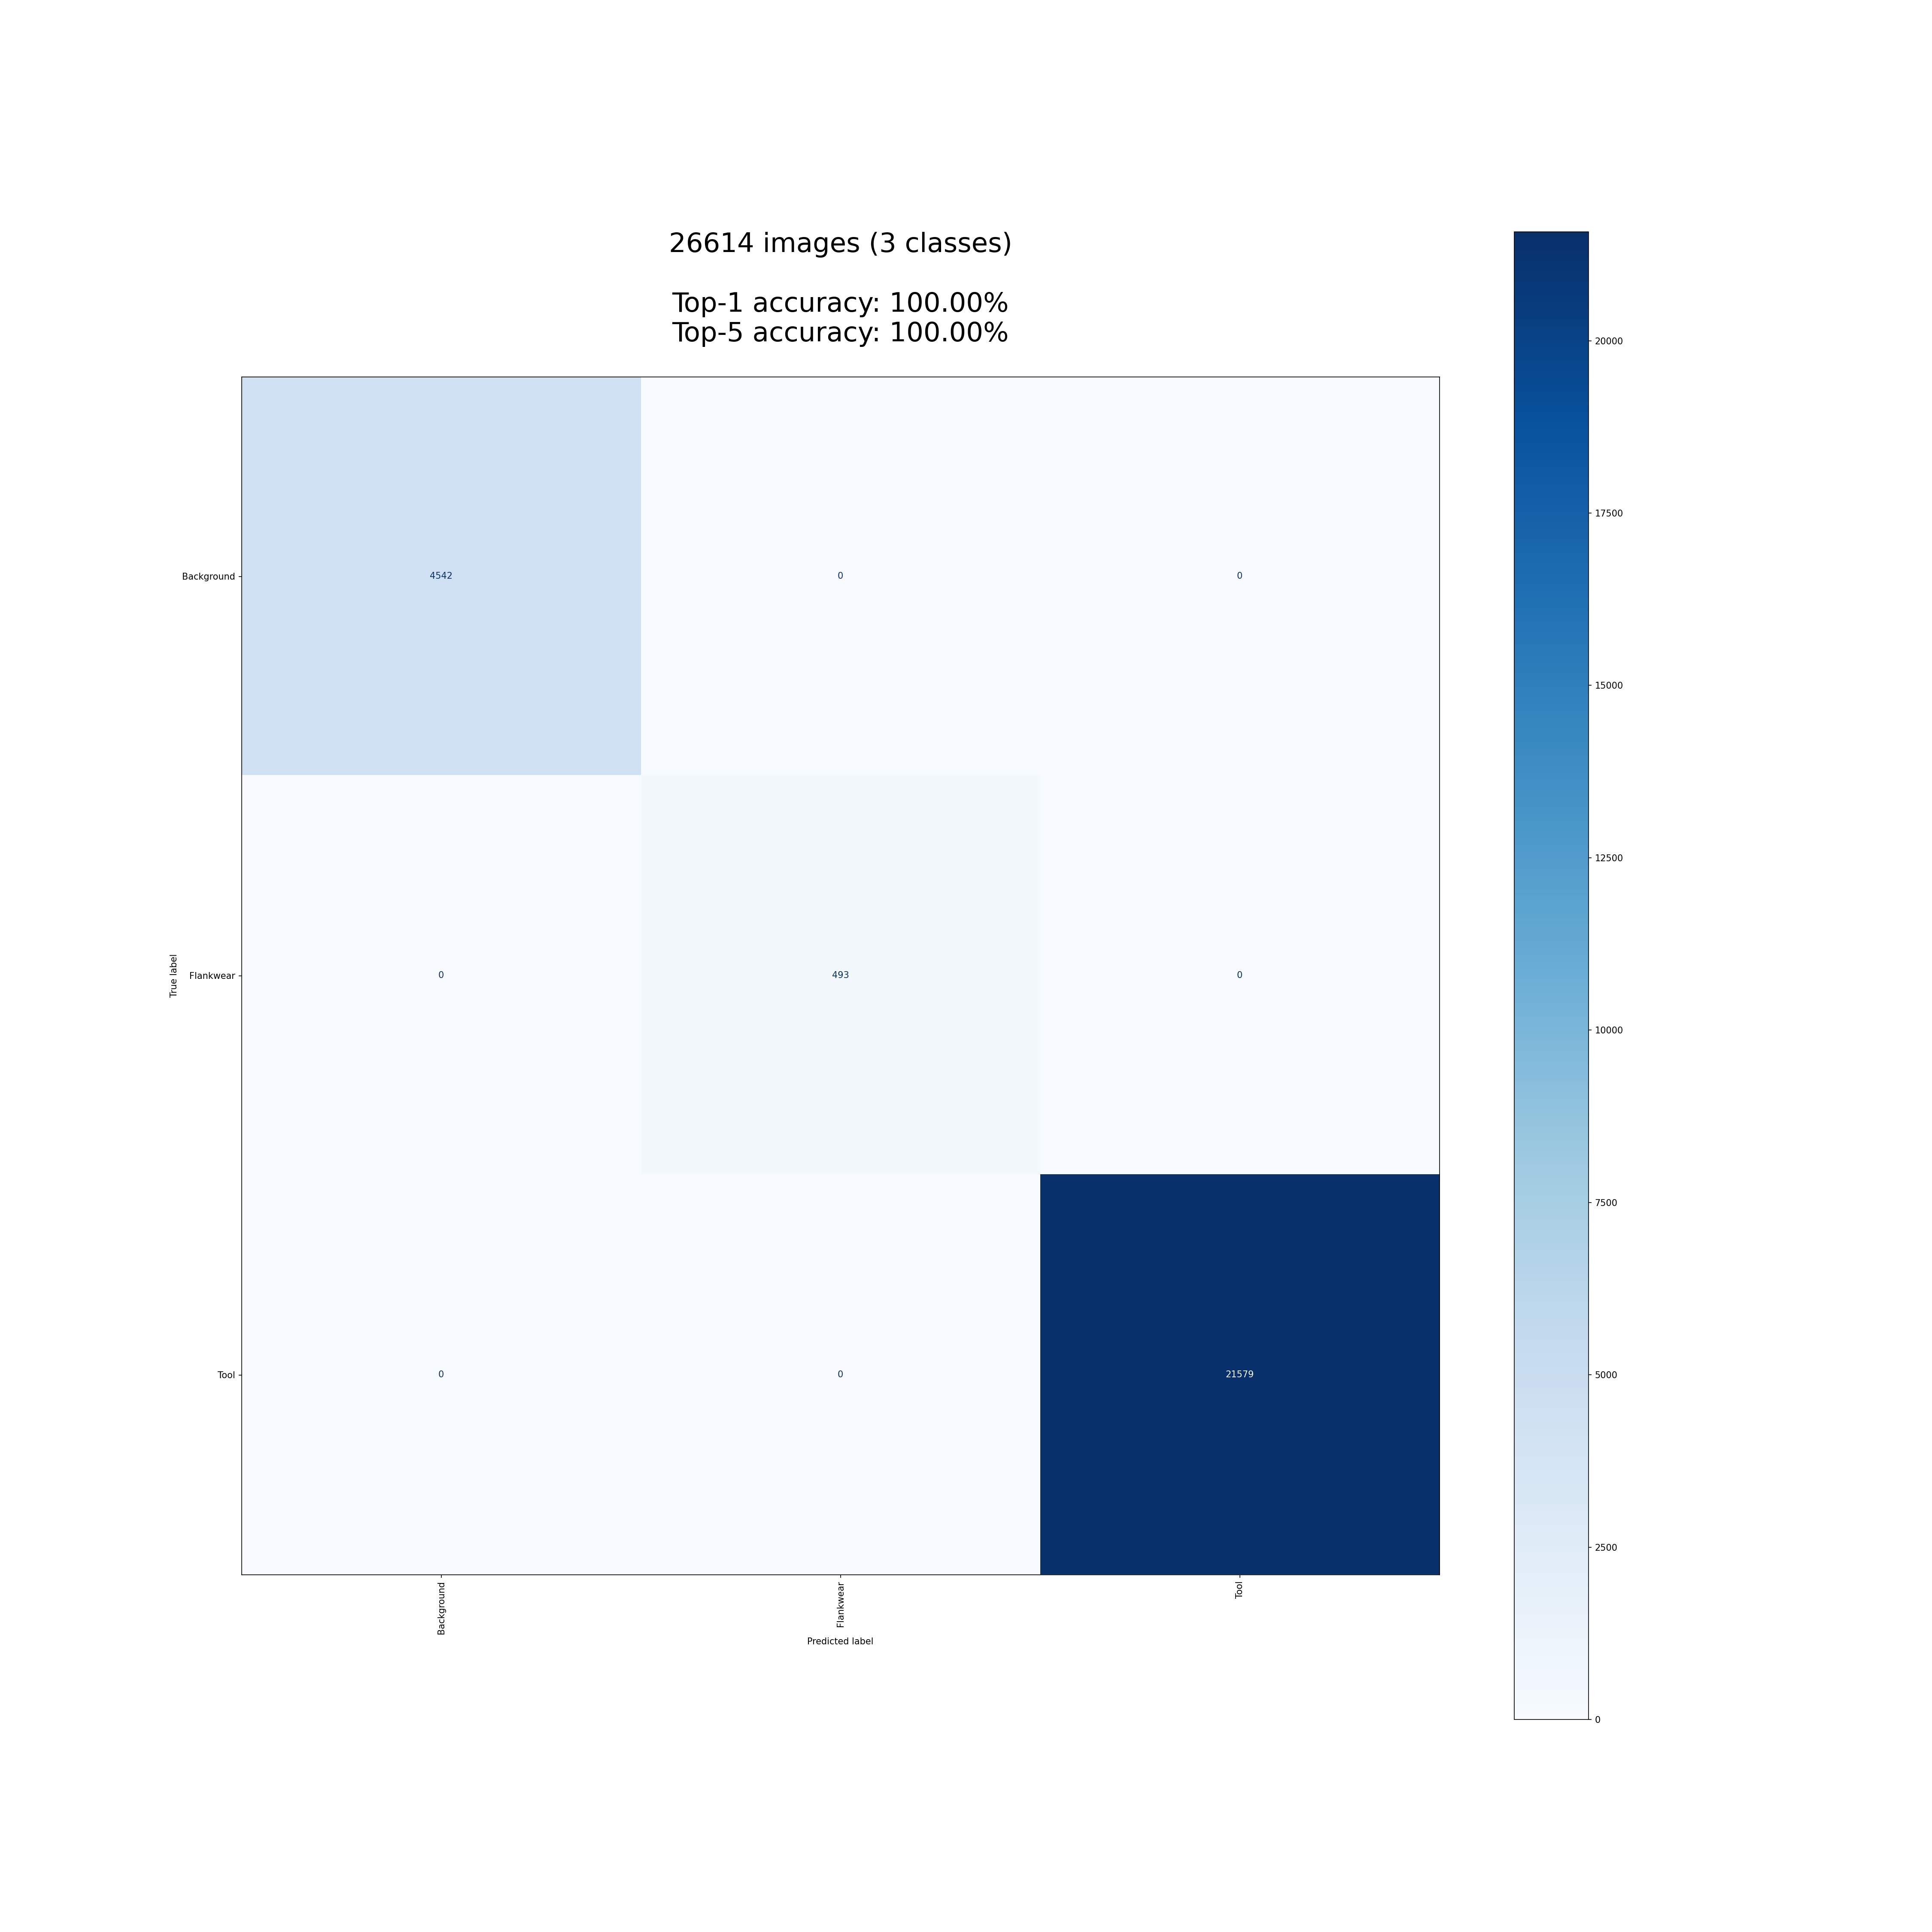 26614 images (3 classes)
Top-1 accuracy: 100.00%
Top-5 accuracy: 100.00%
True label
Background
4542
0
0
Flankwear
0
493
0
Tool
0
0
21579
Background
Flankwear
Tool
Predicted label
20000
17500
15000
12500
10000
7500
5000
2500
0